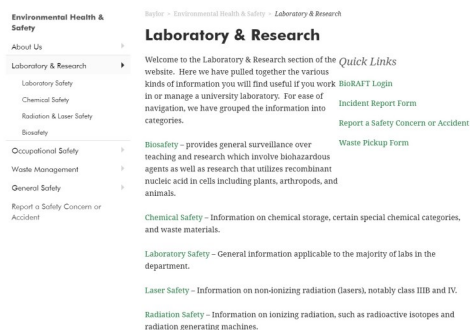 Environmental Health &
Safety
About Us
Laboratory & Research
Laboratory Safety
Chemical Safety
Radiation & Laser Safety
Biosafety
Occupational Safety
Waste Management
General Safety
Report a Safety Concern or
Accident
Baylor > Environmental Health & Safety > Laboratory & Research
Laboratory & Research
Welcome to the Laboratory & Research section of the
website. Here we have pulled together the various
kinds of information you will find useful if you work
in or manage a university laboratory. For ease of
navigation, we have grouped the information into
categories.
Quick Links
BioRAFT Login
Incident Report Form
Report a Safety Concern or Accident
Waste Pickup Form
Biosafety – provides general surveillance over
teaching and research which involve biohazardous
agents as well as research that utilizes recombinant
nucleic acid in cells including plants, arthropods, and
animals.
Chemical Safety – Information on chemical storage, certain special chemical categories,
and waste materials.
Laboratory Safety – General information applicable to the majority of labs in the
department.
Laser Safety – Information on non-ionizing radiation (lasers), notably class IIIB and IV.
Radiation Safety – Information on ionizing radiation, such as radioactive isotopes and
radiation generating machines.